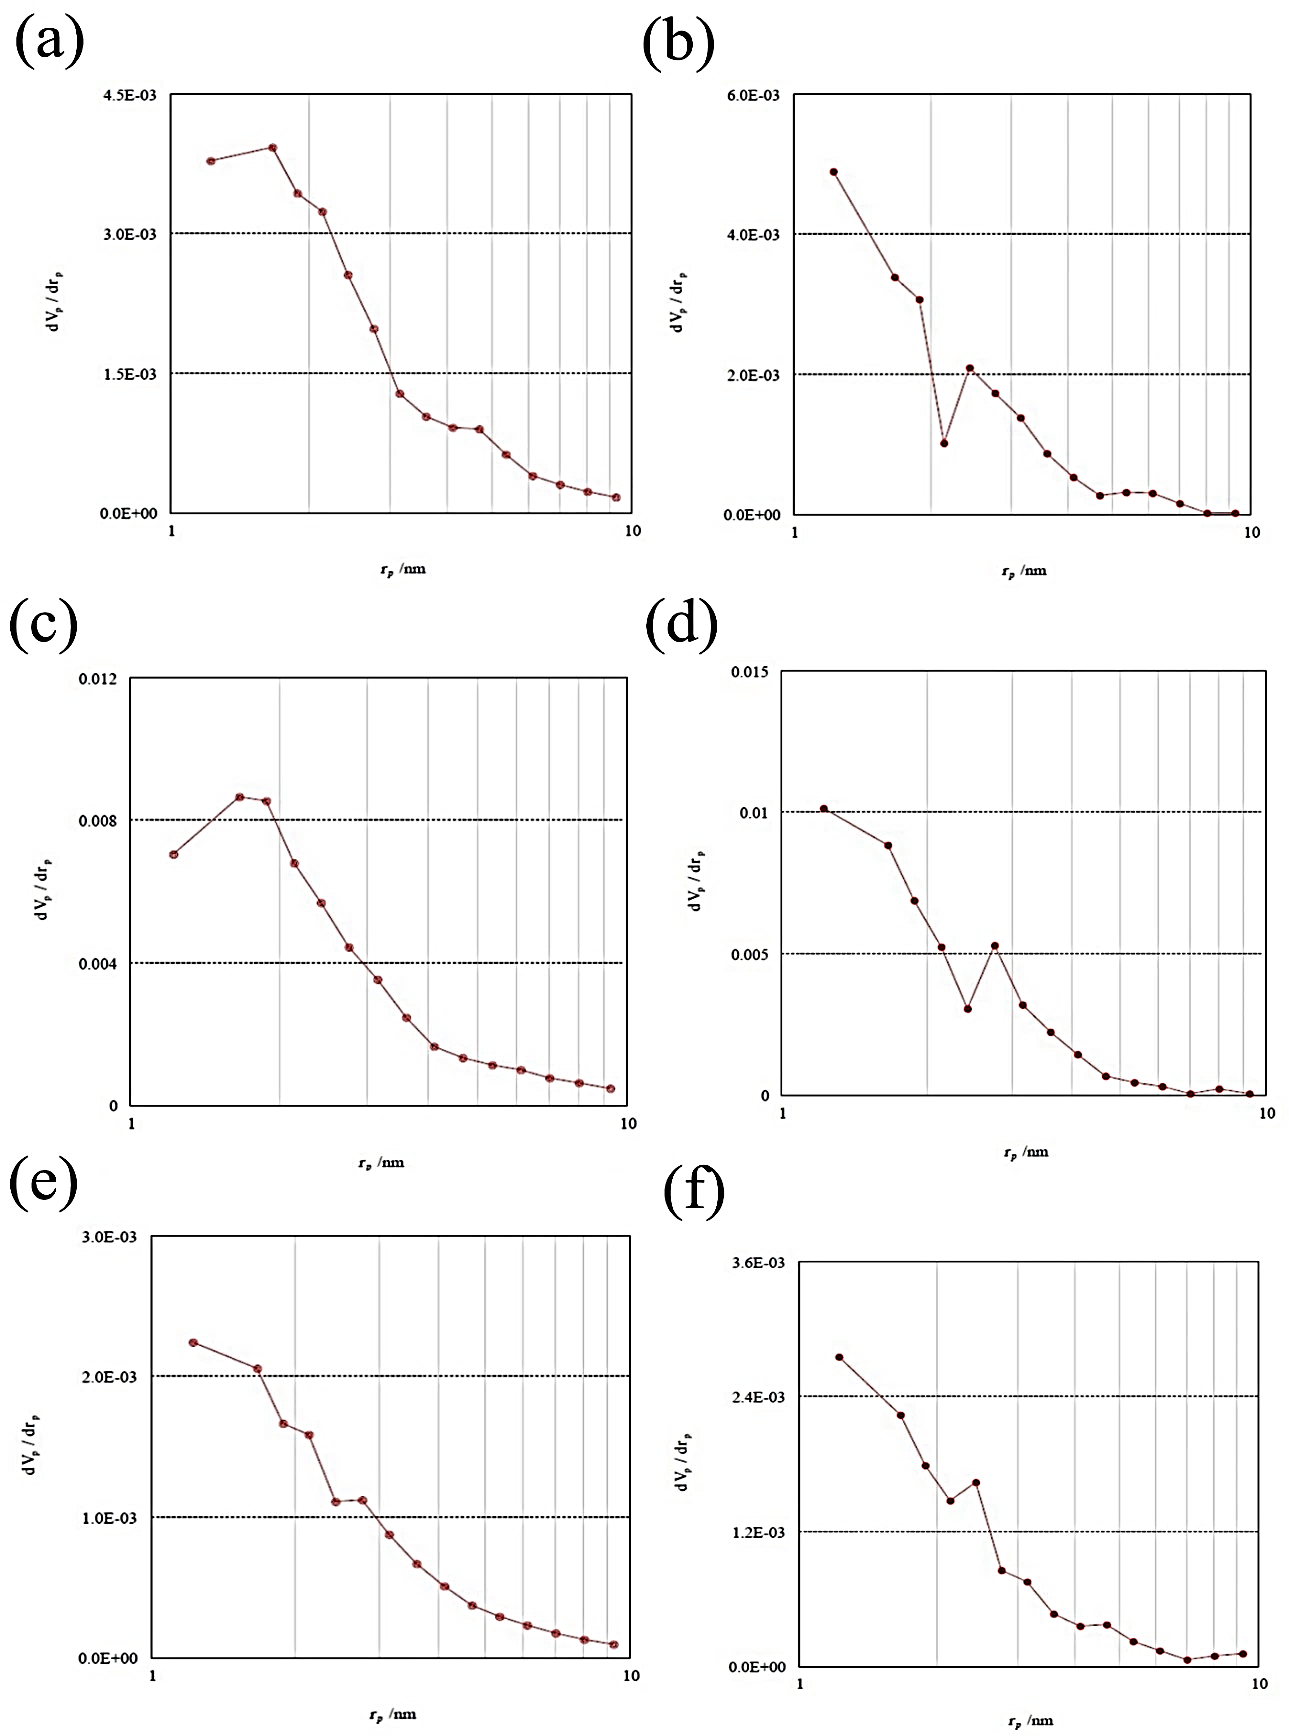 (a)
4.5E-03
3.0E-03
1.5E-03
0.0E+00
dVp / drp
1
10
rp /nm
(b)
6.0E-03
4.0E-03
2.0E-03
0.0E+00
dVp / drp
1
10
rp /nm
(c)
0.012
0.008
0.004
0
dVp / drp
1
10
rp /nm
(d)
0.015
0.01
0.005
0
dVp / drp
1
10
rp /nm
(e)
3.0E-03
2.0E-03
1.0E-03
0.0E+00
dVp / drp
1
10
rp /nm
(f)
3.6E-03
2.4E-03
1.2E-03
0.0E+00
dVp / drp
1
10
rp /nm